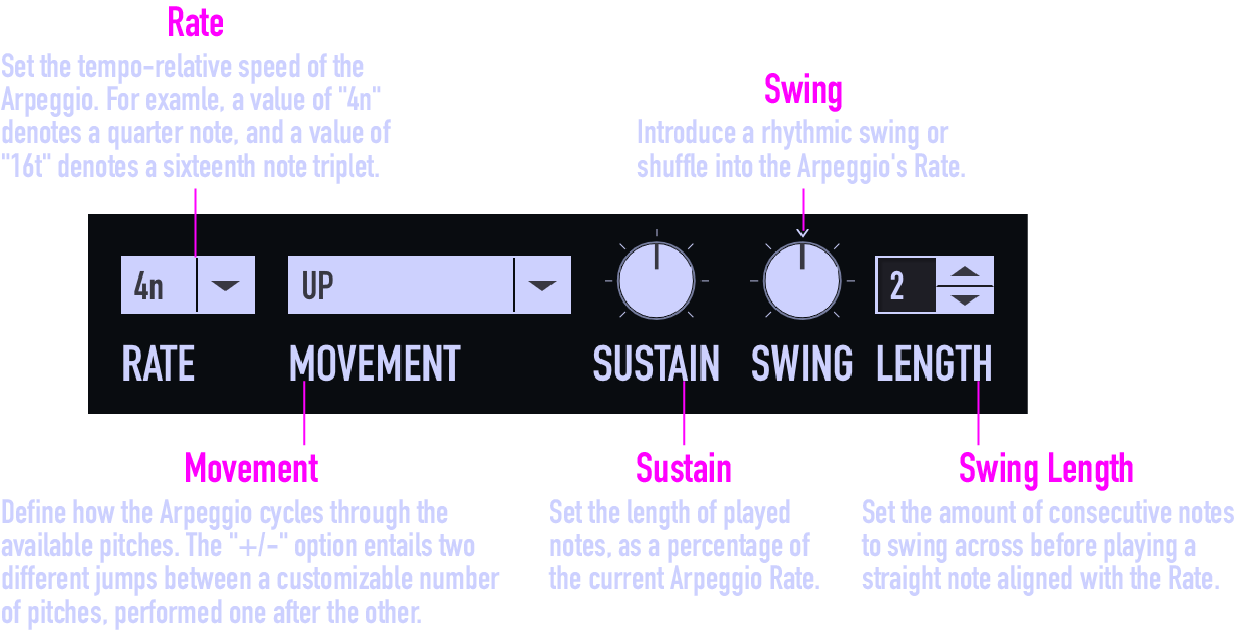 Rate
Set the tempo-relative speed of the
Arpeggio. For examle, a value of "4n"
denotes a quarter note, and a value of
"16t" denotes a sixteenth note triplet.
Swing
Introduce a rhythmic swing or
shuffle into the Arpeggio's Rate.
4n
UP
2
RATE
MOVEMENT
SUSTAIN
SWING
LENGTH
Movement
Define how the Arpeggio cycles through the
available pitches. The "+/-" option entails two
different jumps between a customizable number
of pitches, performed one after the other.
Sustain
Set the length of played
notes, as a percentage of
the current Arpeggio Rate.
Swing Length
Set the amount of consecutive notes
to swing across before playing a
straight note aligned with the Rate.